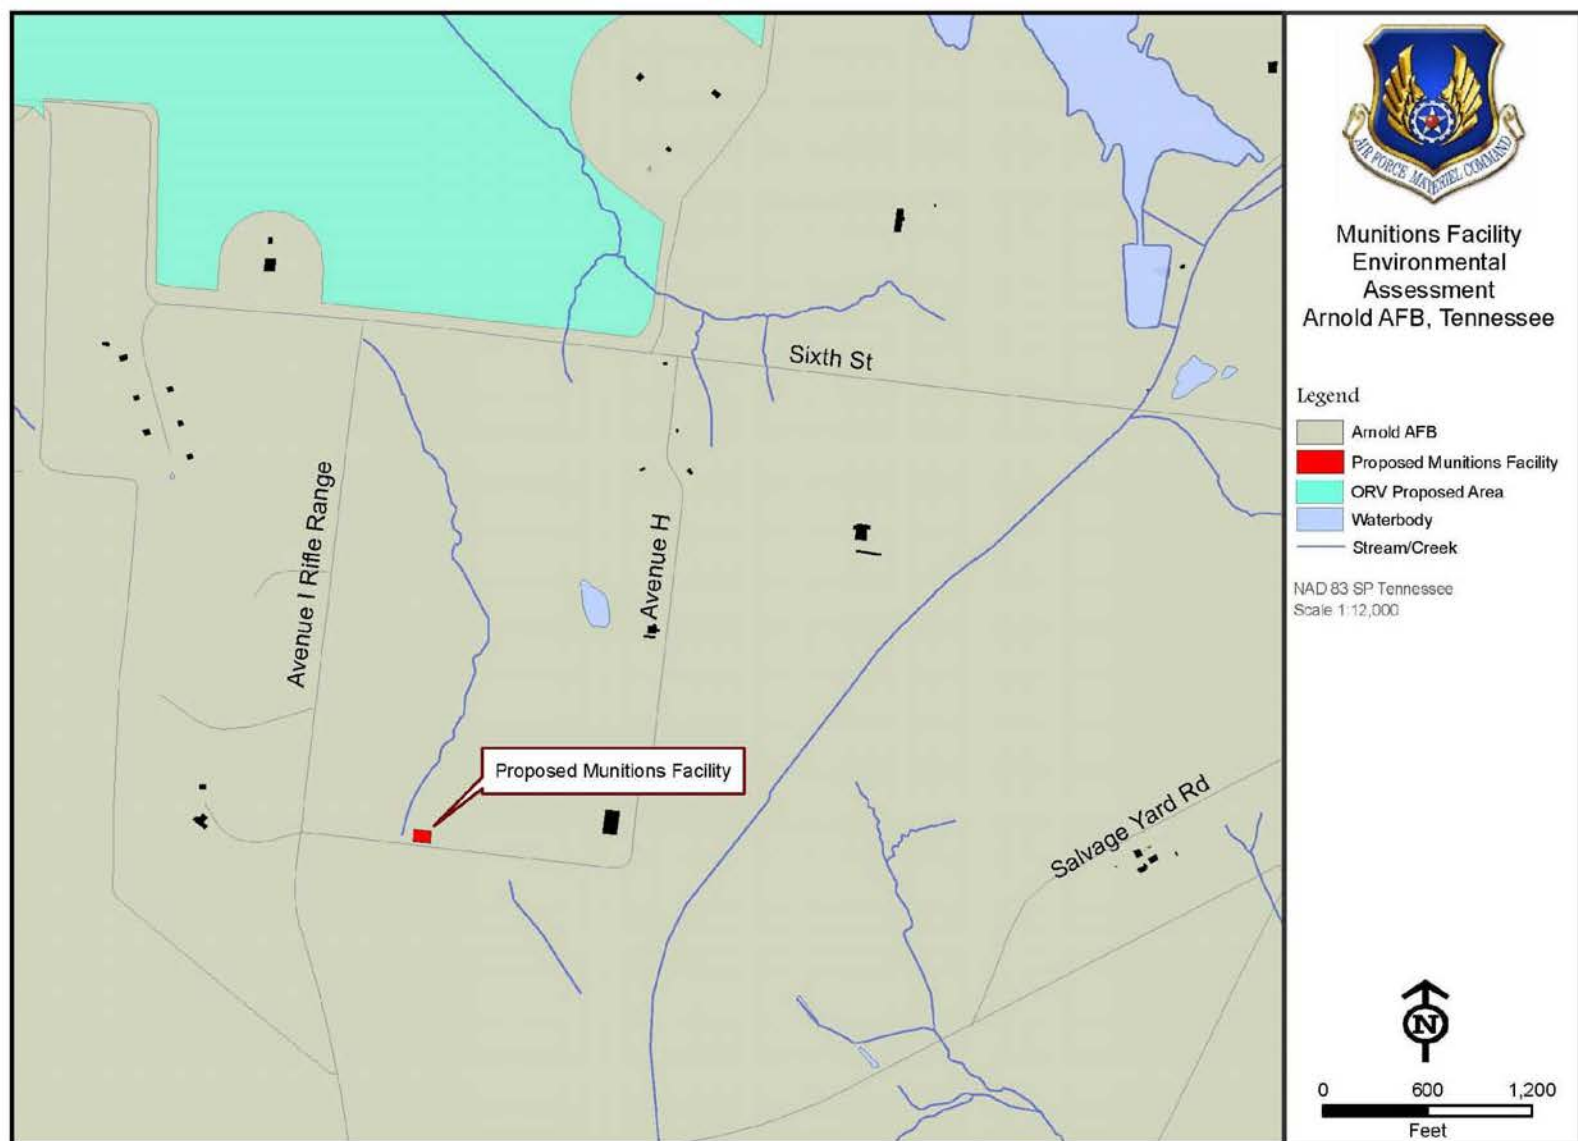 AIR FORCE MATERIEL COMMAND
Munitions Facility
Environmental
Assessment
Arnold AFB, Tennessee
Legend
Arnold AFB
Proposed Munitions Facility
ORV Proposed Area
Waterbody
Stream/Creek
NAD 83 SP Tennessee
Scale 1:12,000
Sixth St
Avenue I Rifle Range
Avenue H
Proposed Munitions Facility
Salvage Yard Rd
N
0 600 1,200
Feet